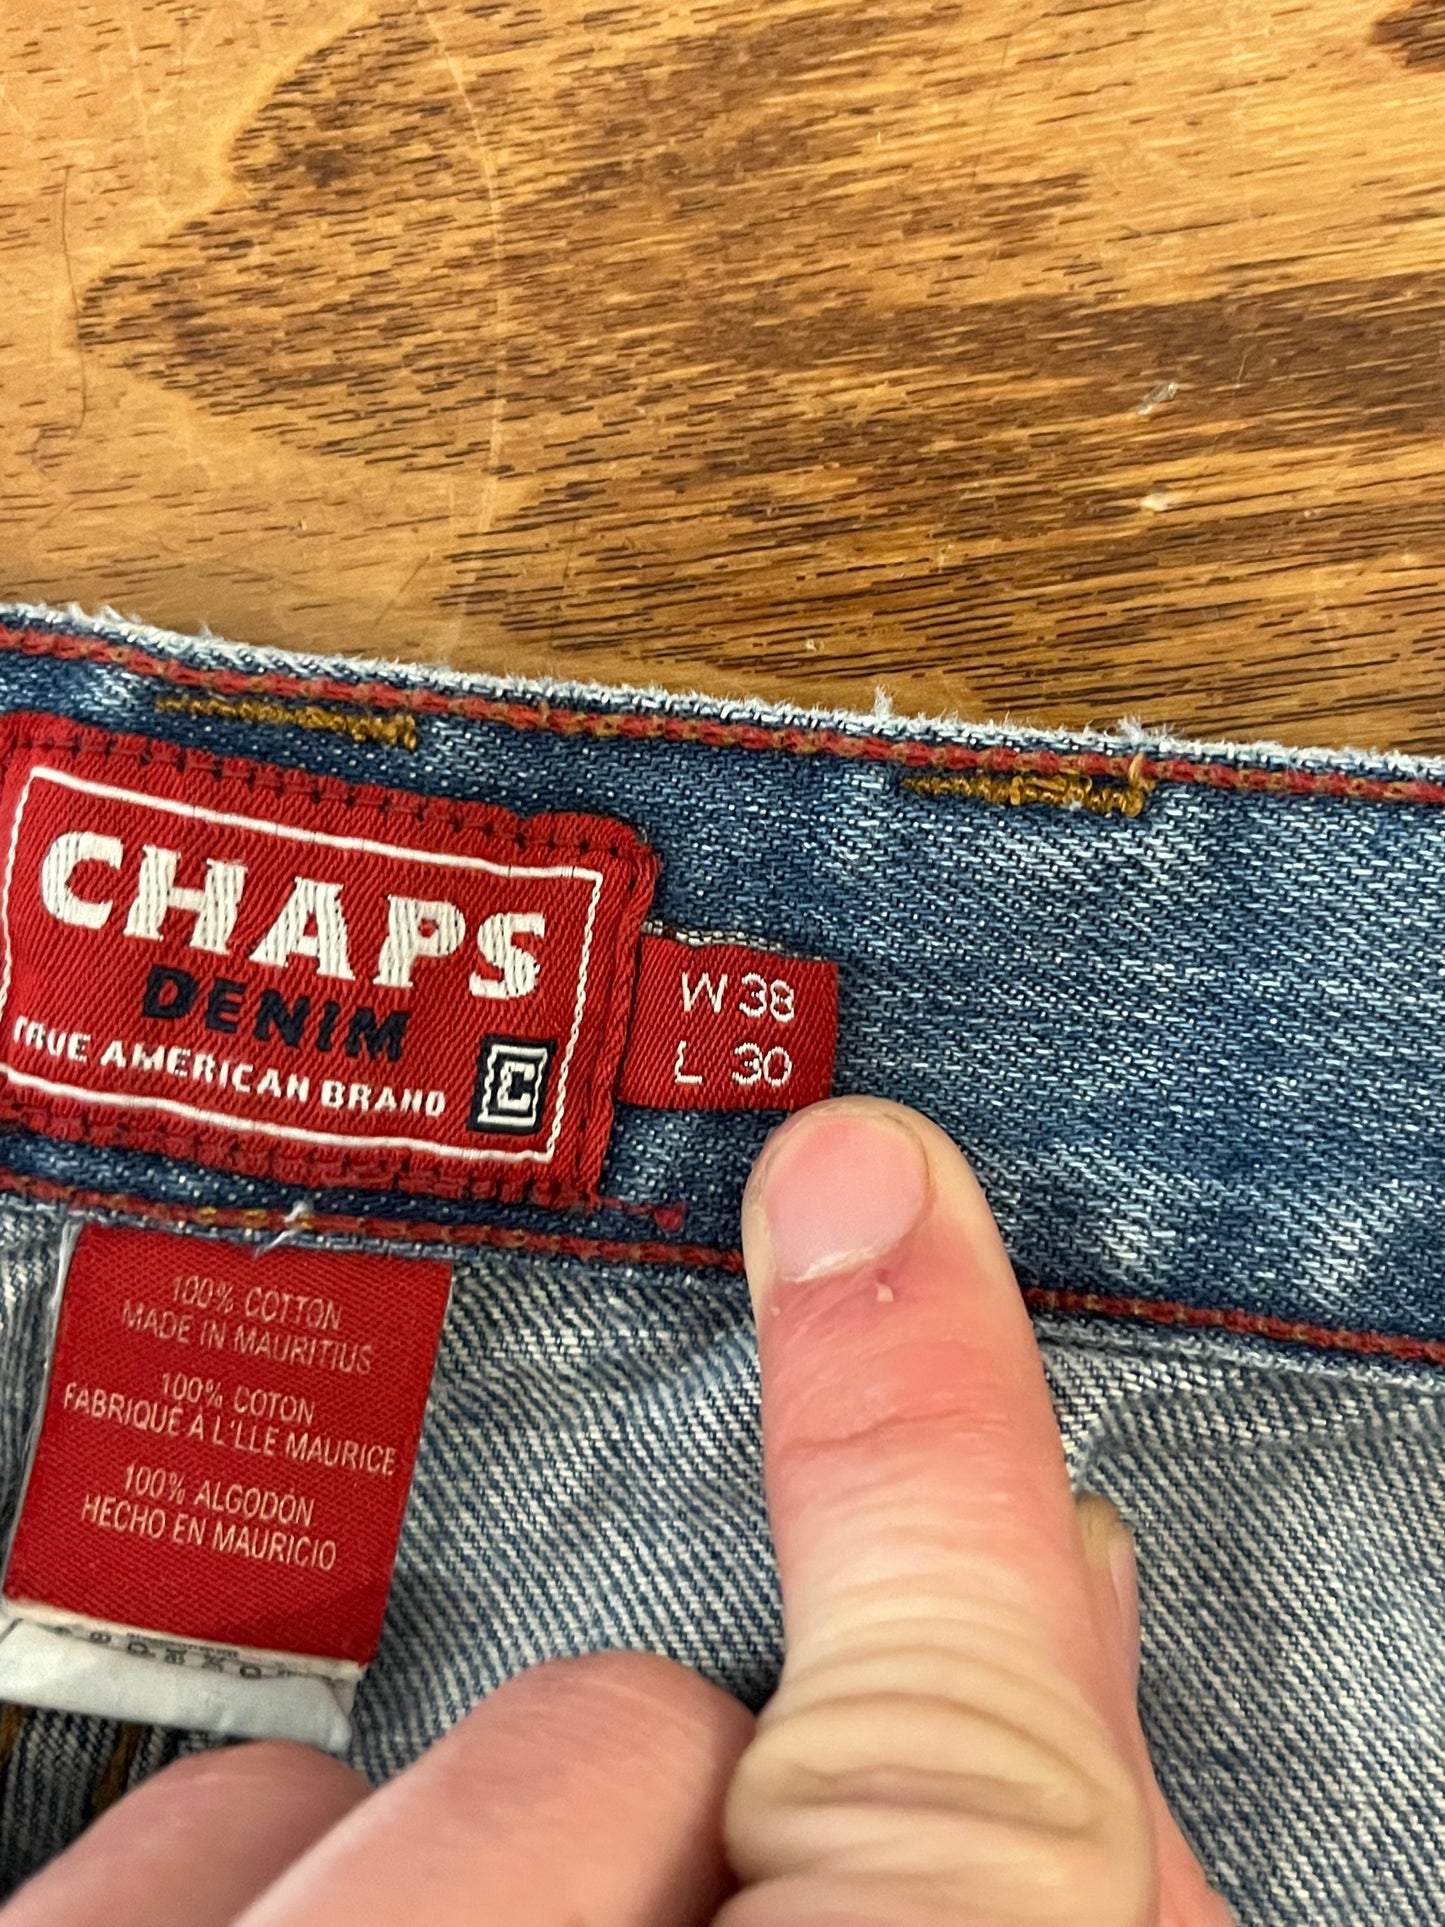 CHAPS
DENIM
TRUE AMERICAN BRAND
C
W 38
L 30
100% COTTON
MADE IN MAURITIUS
100% COTON
FABRIQUÉ À L'LLE MAURICE
100% ALGODÓN
HECHO EN MAURICIO